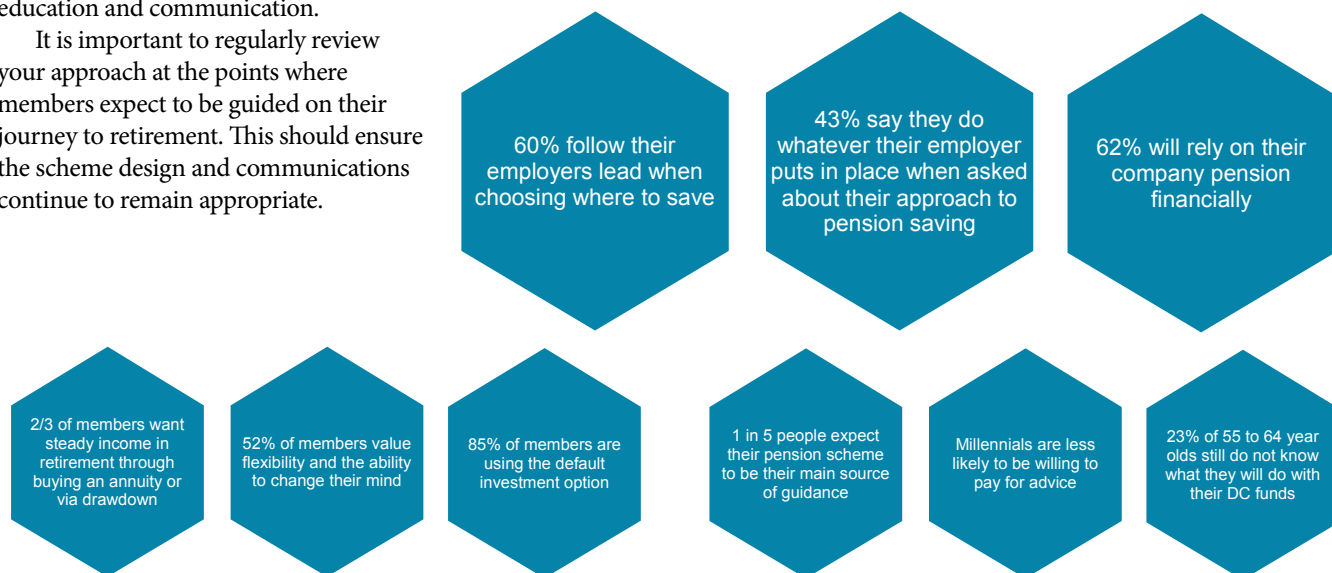 education and communication.
It is important to regularly review
your approach at the points where
members expect to be guided on their
journey to retirement. This should ensure
the scheme design and communications
continue to remain appropriate.
60% follow their
employers lead when
choosing where to save
43% say they do
whatever their employer
puts in place when asked
about their approach to
pension saving
62% will rely on their
company pension
financially
2/3 of members want
steady income in
retirement through
buying an annuity or
via drawdown
52% of members value
flexibility and the ability
to change their mind
85% of members are
using the default
investment option
1 in 5 people expect
their pension scheme
to be their main source
of guidance
Millennials are less
likely to be willing to
pay for advice
23% of 55 to 64 year
olds still do not know
what they will do with
their DC funds